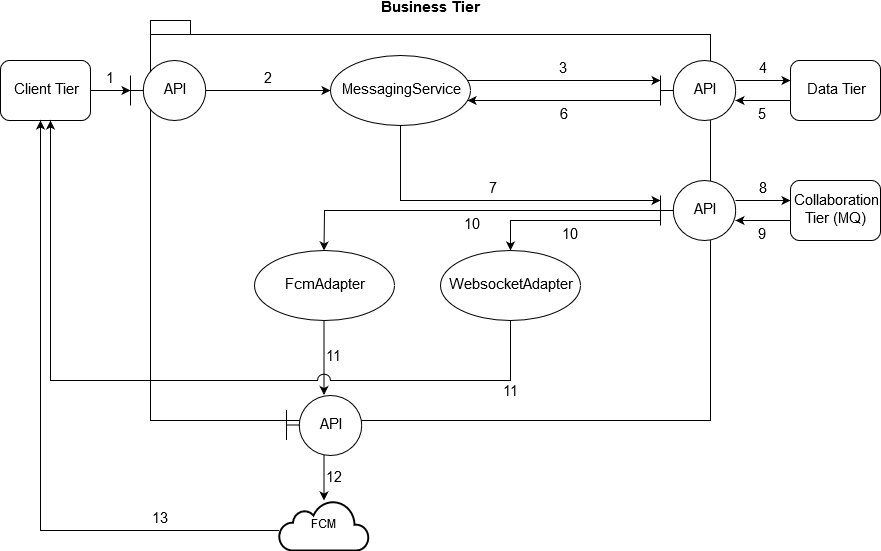 Business Tier
Client Tier
1
API
2
MessagingService
3
6
API
4
5
Data Tier
7
API
8
9
Collaboration
Tier (MQ)
10
10
FcmAdapter
WebsocketAdapter
11
11
API
12
FCM
13